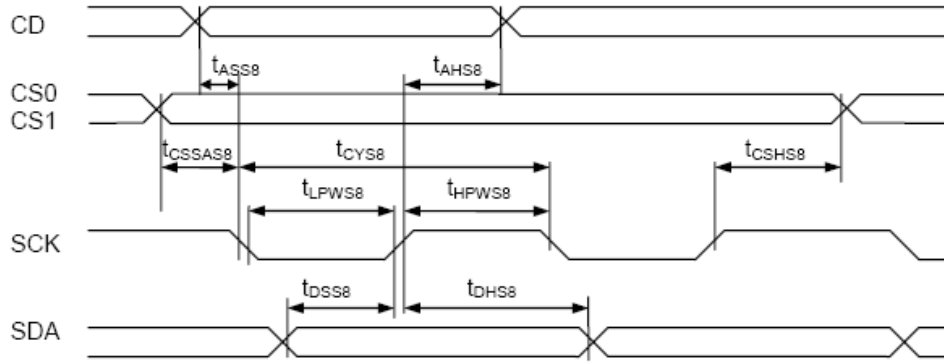 CD
tASS8 tAHS8
CS0
CS1
tCSSAS8 tCYS8 tCSHS8
tLPWS8 tHPWS8
SCK
tDSS8 tDHS8
SDA